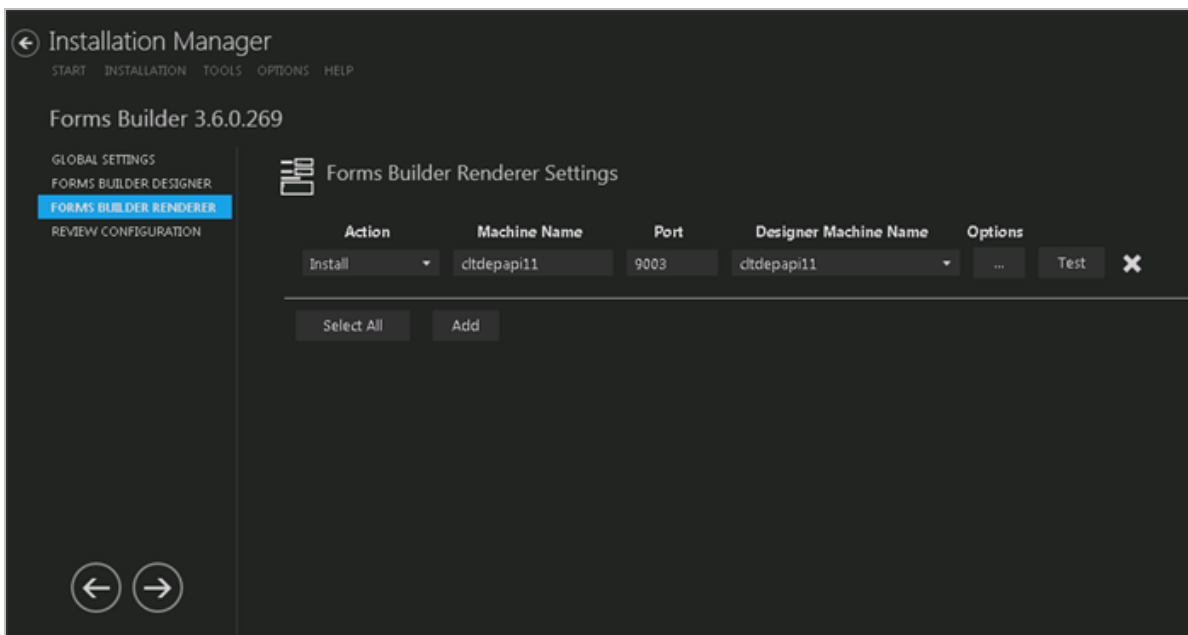 Installation Manager
START INSTALLATION TOOLS OPTIONS HELP
Forms Builder 3.6.0.269
GLOBAL SETTINGS
FORMS BUILDER DESIGNER
FORMS BUILDER RENDERER
REVIEW CONFIGURATION
Forms Builder Renderer Settings
Action Machine Name Port Designer Machine Name Options
Install cltdepapi11 9003 cltdepapi11 ... Test
Select All Add